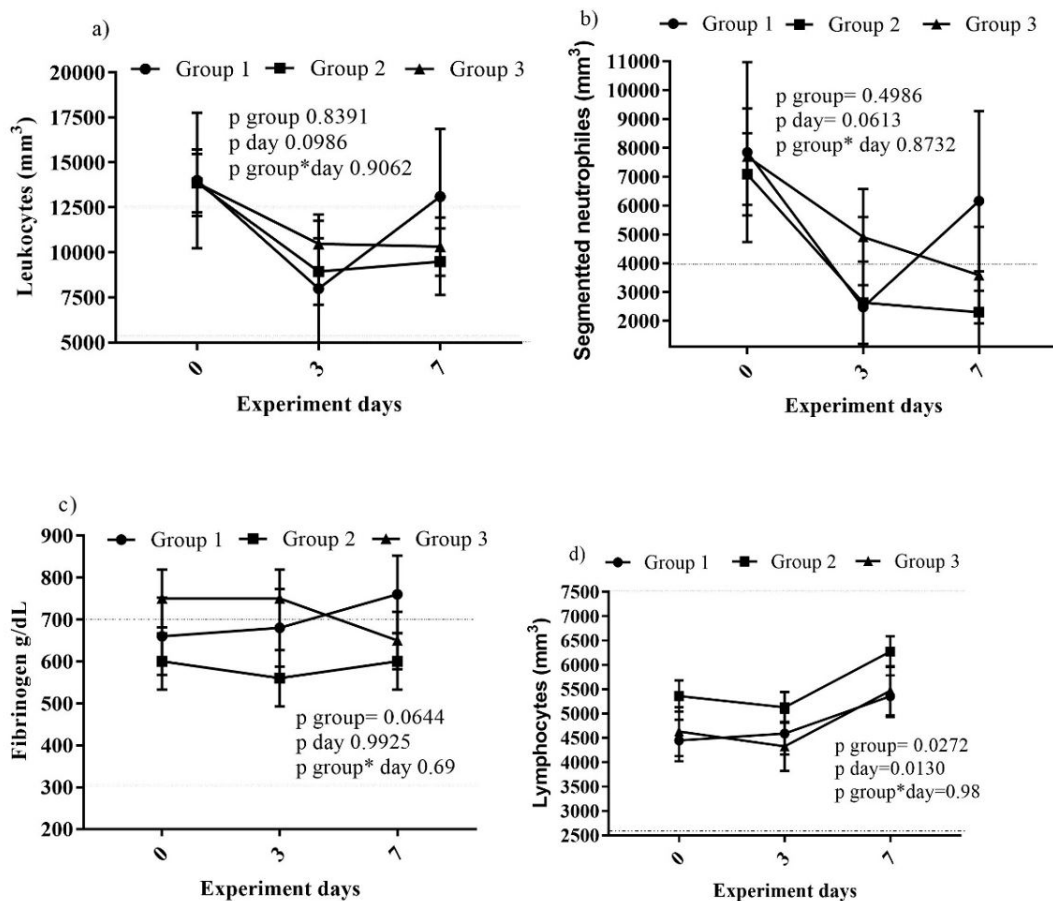 a)
Group 1 Group 2 Group 3
Leukocytes (mm³)
20000
17500
15000
12500
10000
7500
5000
p group 0.8391
p day 0.0986
p group*day 0.9062
0 3 7
Experiment days
b)
Group 1 Group 2 Group 3
Segmentted neutrophiles (mm³)
11000
10000
9000
8000
7000
6000
5000
4000
3000
2000
p group= 0.4986
p day= 0.0613
p group* day 0.8732
0 3 7
Experiment days
c)
Group 1 Group 2 Group 3
Fibrinogen g/dL
900
800
700
600
500
400
300
200
p group= 0.0644
p day 0.9925
p group* day 0.69
0 3 7
Experiment days
d)
Group 1 Group 2 Group 3
Lymphocytes (mm³)
7500
7000
6500
6000
5500
5000
4500
4000
3500
3000
2500
p group= 0.0272
p day=0.0130
p group*day=0.98
0 3 7
Experiment days